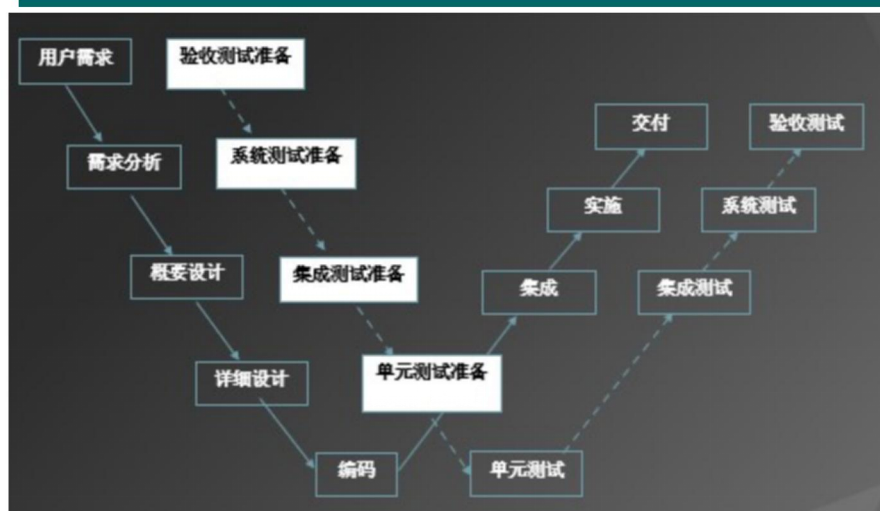 用户需求
验收测试准备
交付
验收测试
需求分析
系统测试准备
实施
系统测试
概要设计
集成测试准备
集成
集成测试
详细设计
单元测试准备
编码
单元测试